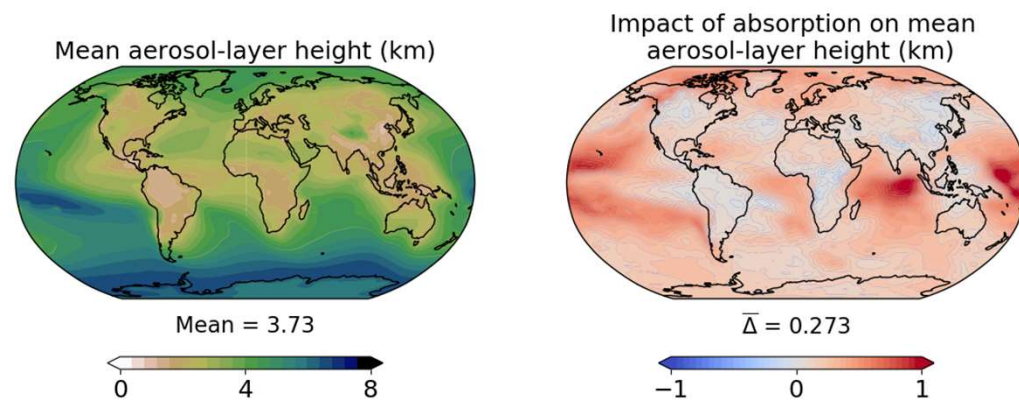 Mean aerosol-layer height (km)
Mean = 3.73
0 4 8
Impact of absorption on mean
aerosol-layer height (km)
Δ̅ = 0.273
−1 0 1